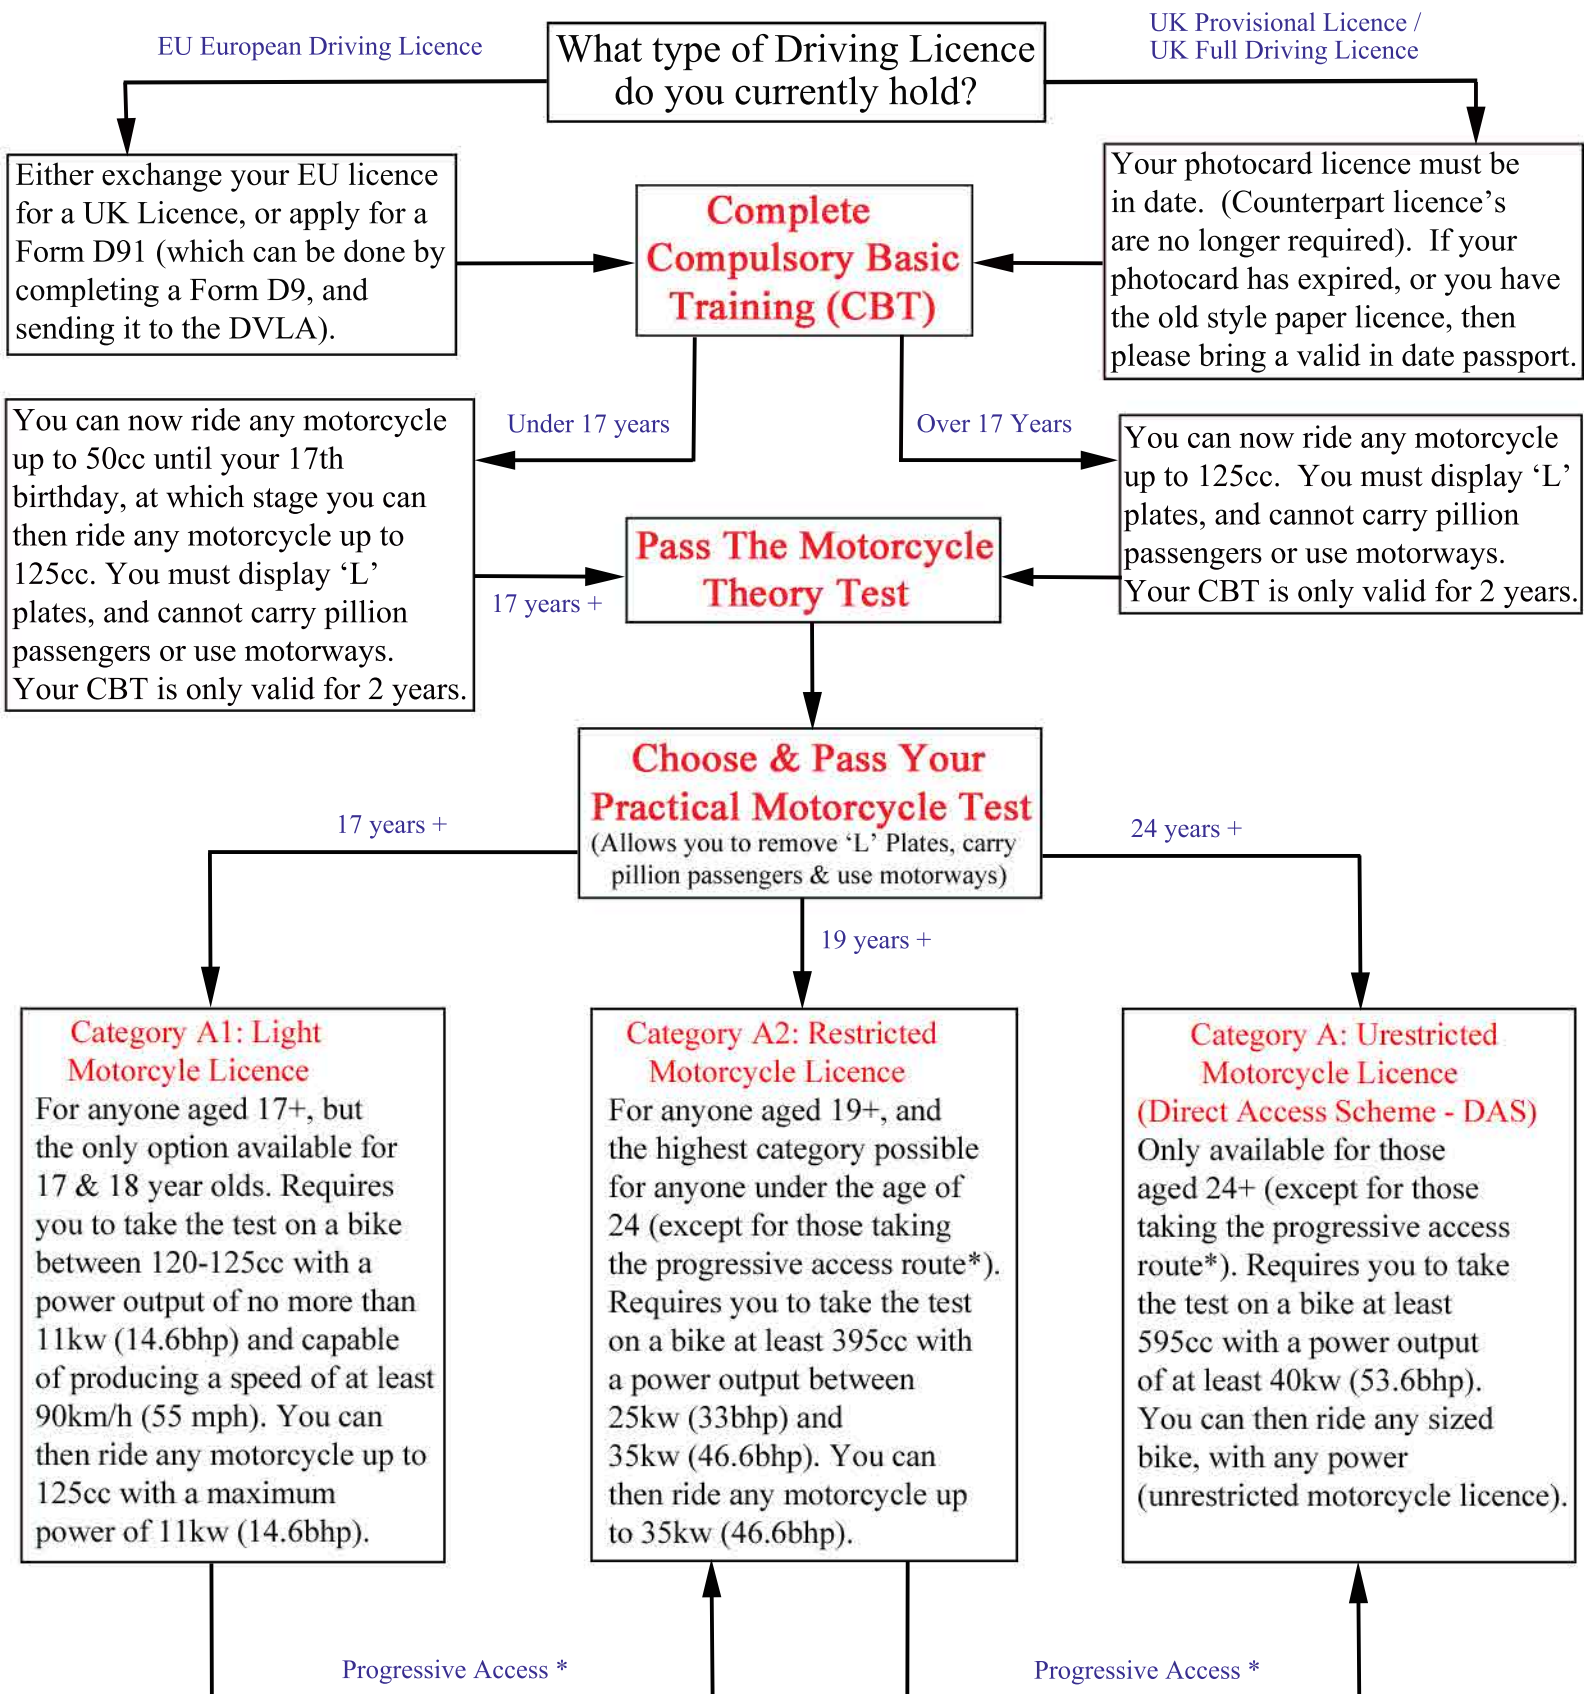 EU European Driving Licence
What type of Driving Licence
do you currently hold?
UK Provisional Licence /
UK Full Driving Licence
Either exchange your EU licence
for a UK Licence, or apply for a
Form D91 (which can be done by
completing a Form D9, and
sending it to the DVLA).
Complete
Compulsory Basic
Training (CBT)
Your photocard licence must be
in date.  (Counterpart licence's
are no longer required).  If your
photocard has expired, or you have
the old style paper licence, then
please bring a valid in date passport.
Under 17 years
Over 17 Years
You can now ride any motorcycle
up to 50cc until your 17th
birthday, at which stage you can
then ride any motorcycle up to
125cc. You must display ‘L’
plates, and cannot carry pillion
passengers or use motorways.
Your CBT is only valid for 2 years.
17 years +
Pass The Motorcycle
Theory Test
You can now ride any motorcycle
up to 125cc.  You must display ‘L’
plates, and cannot carry pillion
passengers or use motorways.
Your CBT is only valid for 2 years.
Choose & Pass Your
Practical Motorcycle Test
(Allows you to remove ‘L’ Plates, carry
pillion passengers & use motorways)
17 years +
19 years +
24 years +
Category A1: Light
Motorcyle Licence
For anyone aged 17+, but
the only option available for
17 & 18 year olds. Requires
you to take the test on a bike
between 120-125cc with a
power output of no more than
11kw (14.6bhp) and capable
of producing a speed of at least
90km/h (55 mph). You can
then ride any motorcycle up to
125cc with a maximum
power of 11kw (14.6bhp).
Category A2: Restricted
Motorcycle Licence
For anyone aged 19+, and
the highest category possible
for anyone under the age of
24 (except for those taking
the progressive access route*).
Requires you to take the test
on a bike at least 395cc with
a power output between
25kw (33bhp) and
35kw (46.6bhp). You can
then ride any motorcycle up
to 35kw (46.6bhp).
Category A: Urestricted
Motorcycle Licence
(Direct Access Scheme - DAS)
Only available for those
aged 24+ (except for those
taking the progressive access
route*). Requires you to take
the test on a bike at least
595cc with a power output
of at least 40kw (53.6bhp).
You can then ride any sized
bike, with any power
(unrestricted motorcycle licence).
Progressive Access *
Progressive Access *